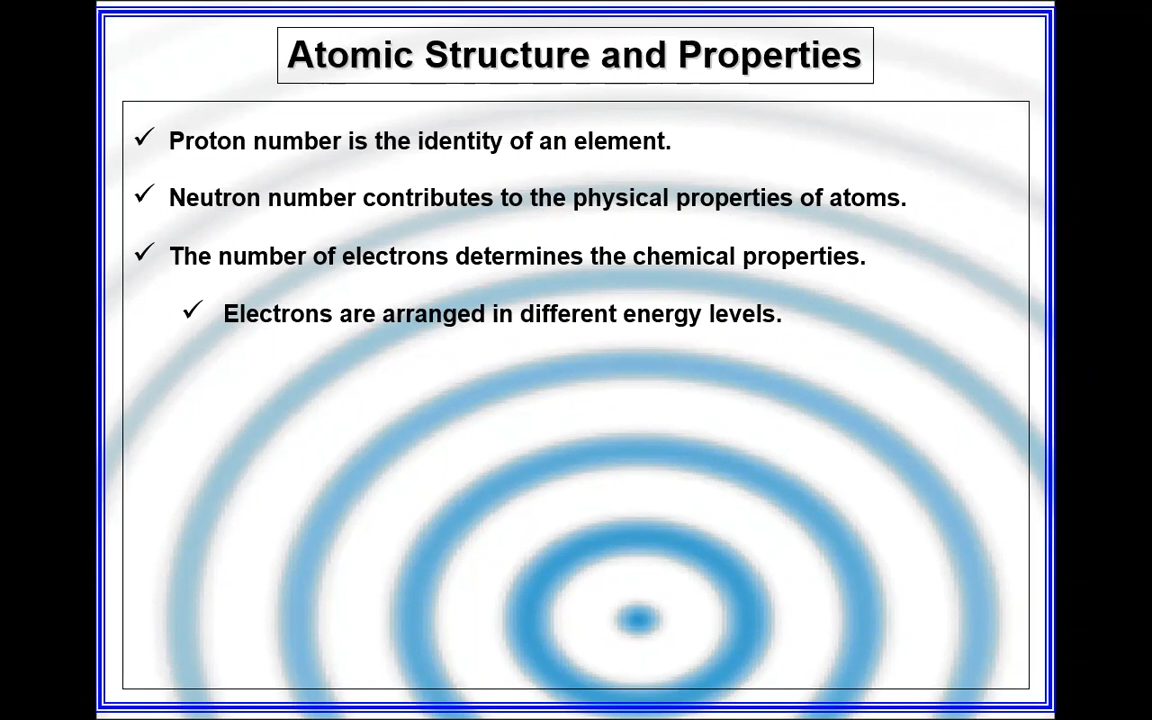 Atomic Structure and Properties
✓ Proton number is the identity of an element.
✓ Neutron number contributes to the physical properties of atoms.
✓ The number of electrons determines the chemical properties.
✓ Electrons are arranged in different energy levels.